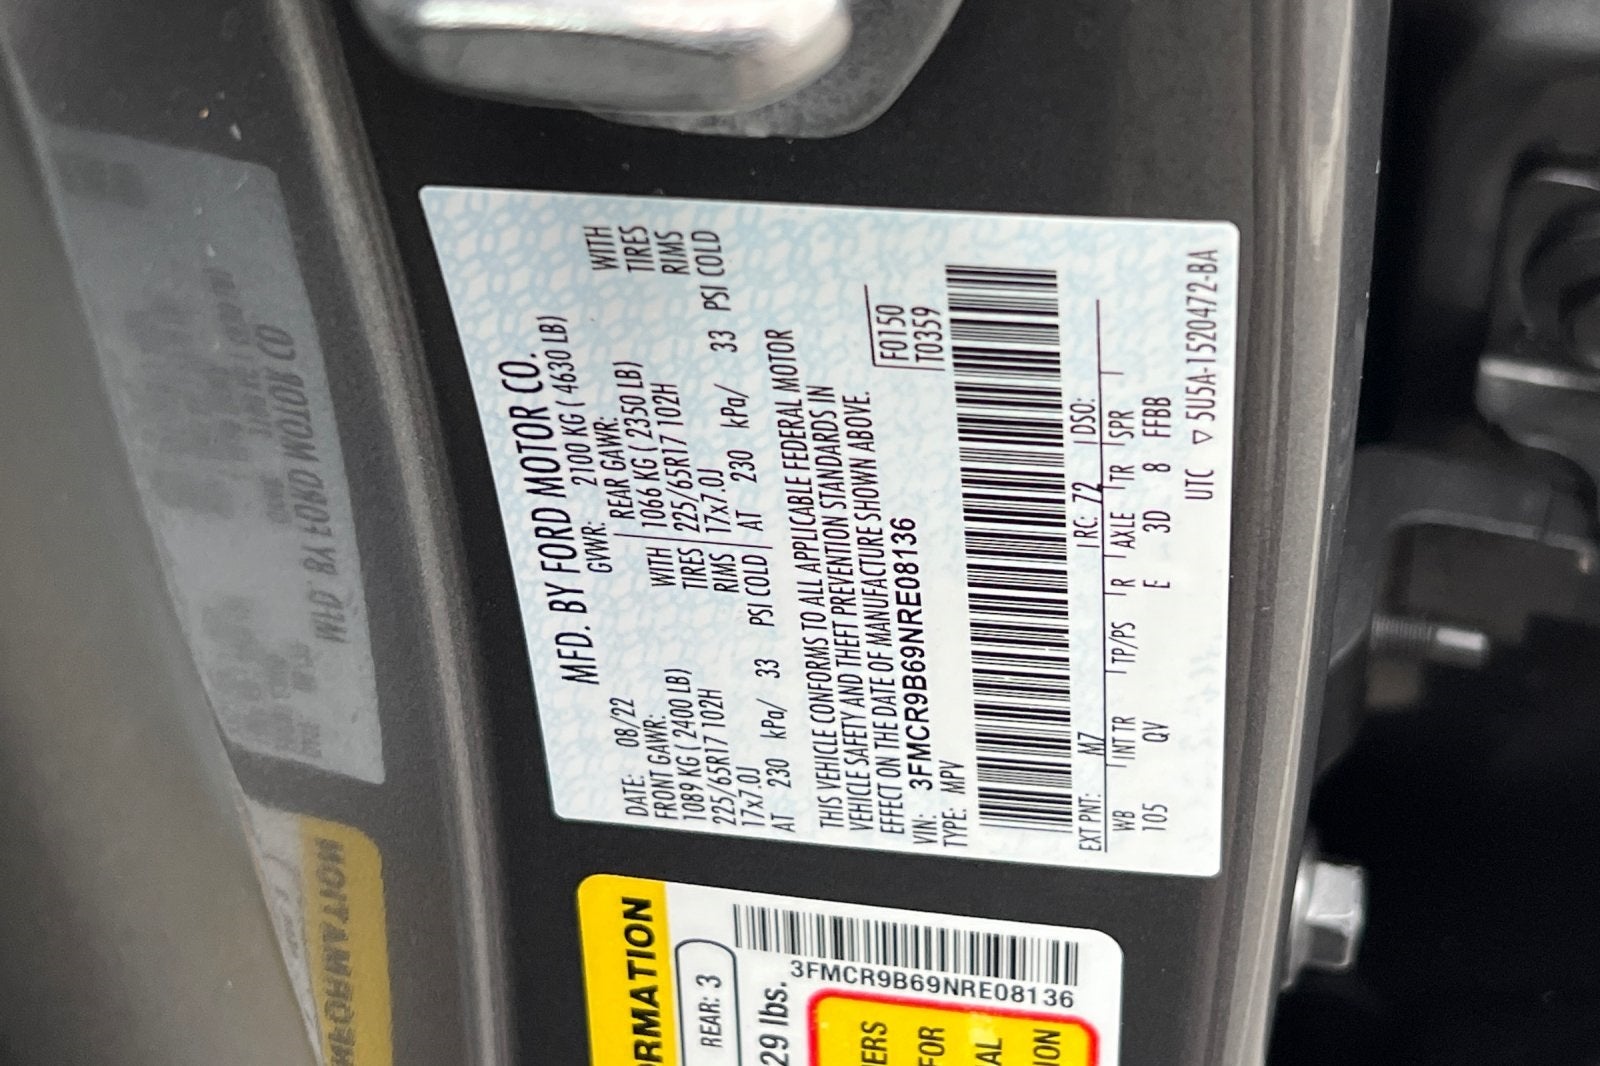 MFD. BY FORD MOTOR CO.
DATE: 08/22 GVWR: 2100 KG ( 4630 LB)
FRONT GAWR: REAR GAWR:
1089 KG ( 2400 LB) WITH 1066 KG ( 2350 LB) WITH
225/65R17 102H TIRES 225/65R17 102H TIRES
17x7.0J RIMS 17x7.0J RIMS
AT 230 kPa/ 33 PSI COLD AT 230 kPa/ 33 PSI COLD
THIS VEHICLE CONFORMS TO ALL APPLICABLE FEDERAL MOTOR
VEHICLE SAFETY AND THEFT PREVENTION STANDARDS IN
EFFECT ON THE DATE OF MANUFACTURE SHOWN ABOVE.
VIN: 3FMCR9B69NRE08136 F0150
TYPE: MPV T0359
EXT PNT: M7 RC: 72 DSO:
WB INT TR TP/PS R AXLE TR SPR
105 QV E 3D 8 FFBB
UTC ▽ 5U5A-1520472-BA
ORMATION
REAR: 3
29 lbs.
3FMCR9B69NRE08136
ERS
FOR
AL
ION